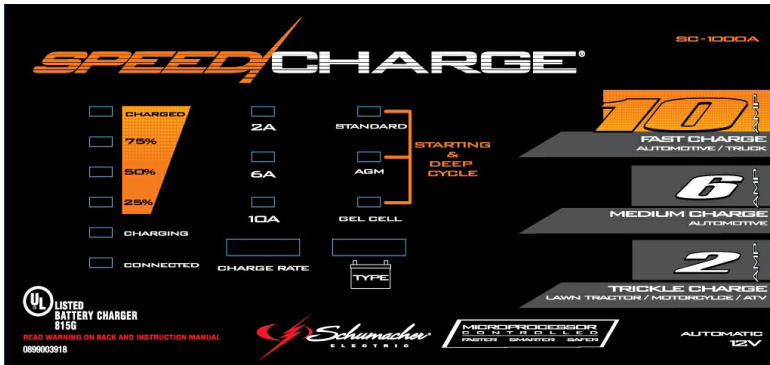 SC-1000A
SPEED/CHARGE®
CHARGED
75%
50%
25%
CHARGING
CONNECTED
2A
6A
10A
CHARGE RATE
STANDARD
AGM
GEL CELL
TYPE
STARTING
&
DEEP
CYCLE
10 AMP
FAST CHARGE
AUTOMOTIVE / TRUCK
6 AMP
MEDIUM CHARGE
AUTOMOTIVE
2 AMP
TRICKLE CHARGE
LAWN TRACTOR / MOTORCYLCE / ATV
UL LISTED
BATTERY CHARGER
815G
READ WARNING ON BACK AND INSTRUCTION MANUAL
0899003918
Schumacher®
ELECTRIC
MICROPROCESSOR
CONTROLLED
FASTER SMARTER SAFER
AUTOMATIC
12V